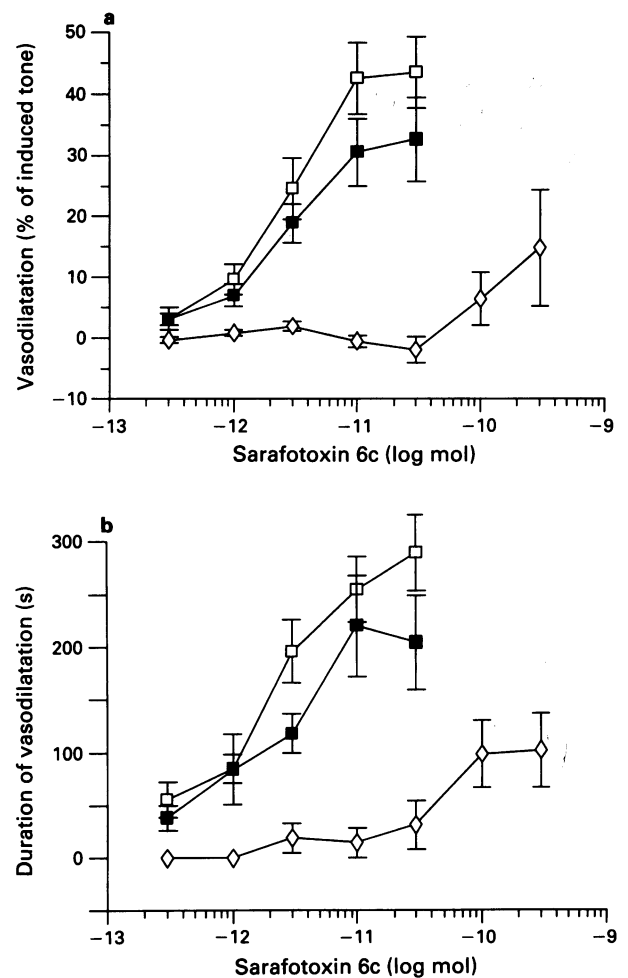 a
50
40
30
20
10
0
−10
Vasodilatation (% of induced tone)
−13 −12 −11 −10 −9
Sarafotoxin 6c (log mol)
b
300
200
100
0
Duration of vasodilatation (s)
−13 −12 −11 −10 −9
Sarafotoxin 6c (log mol)